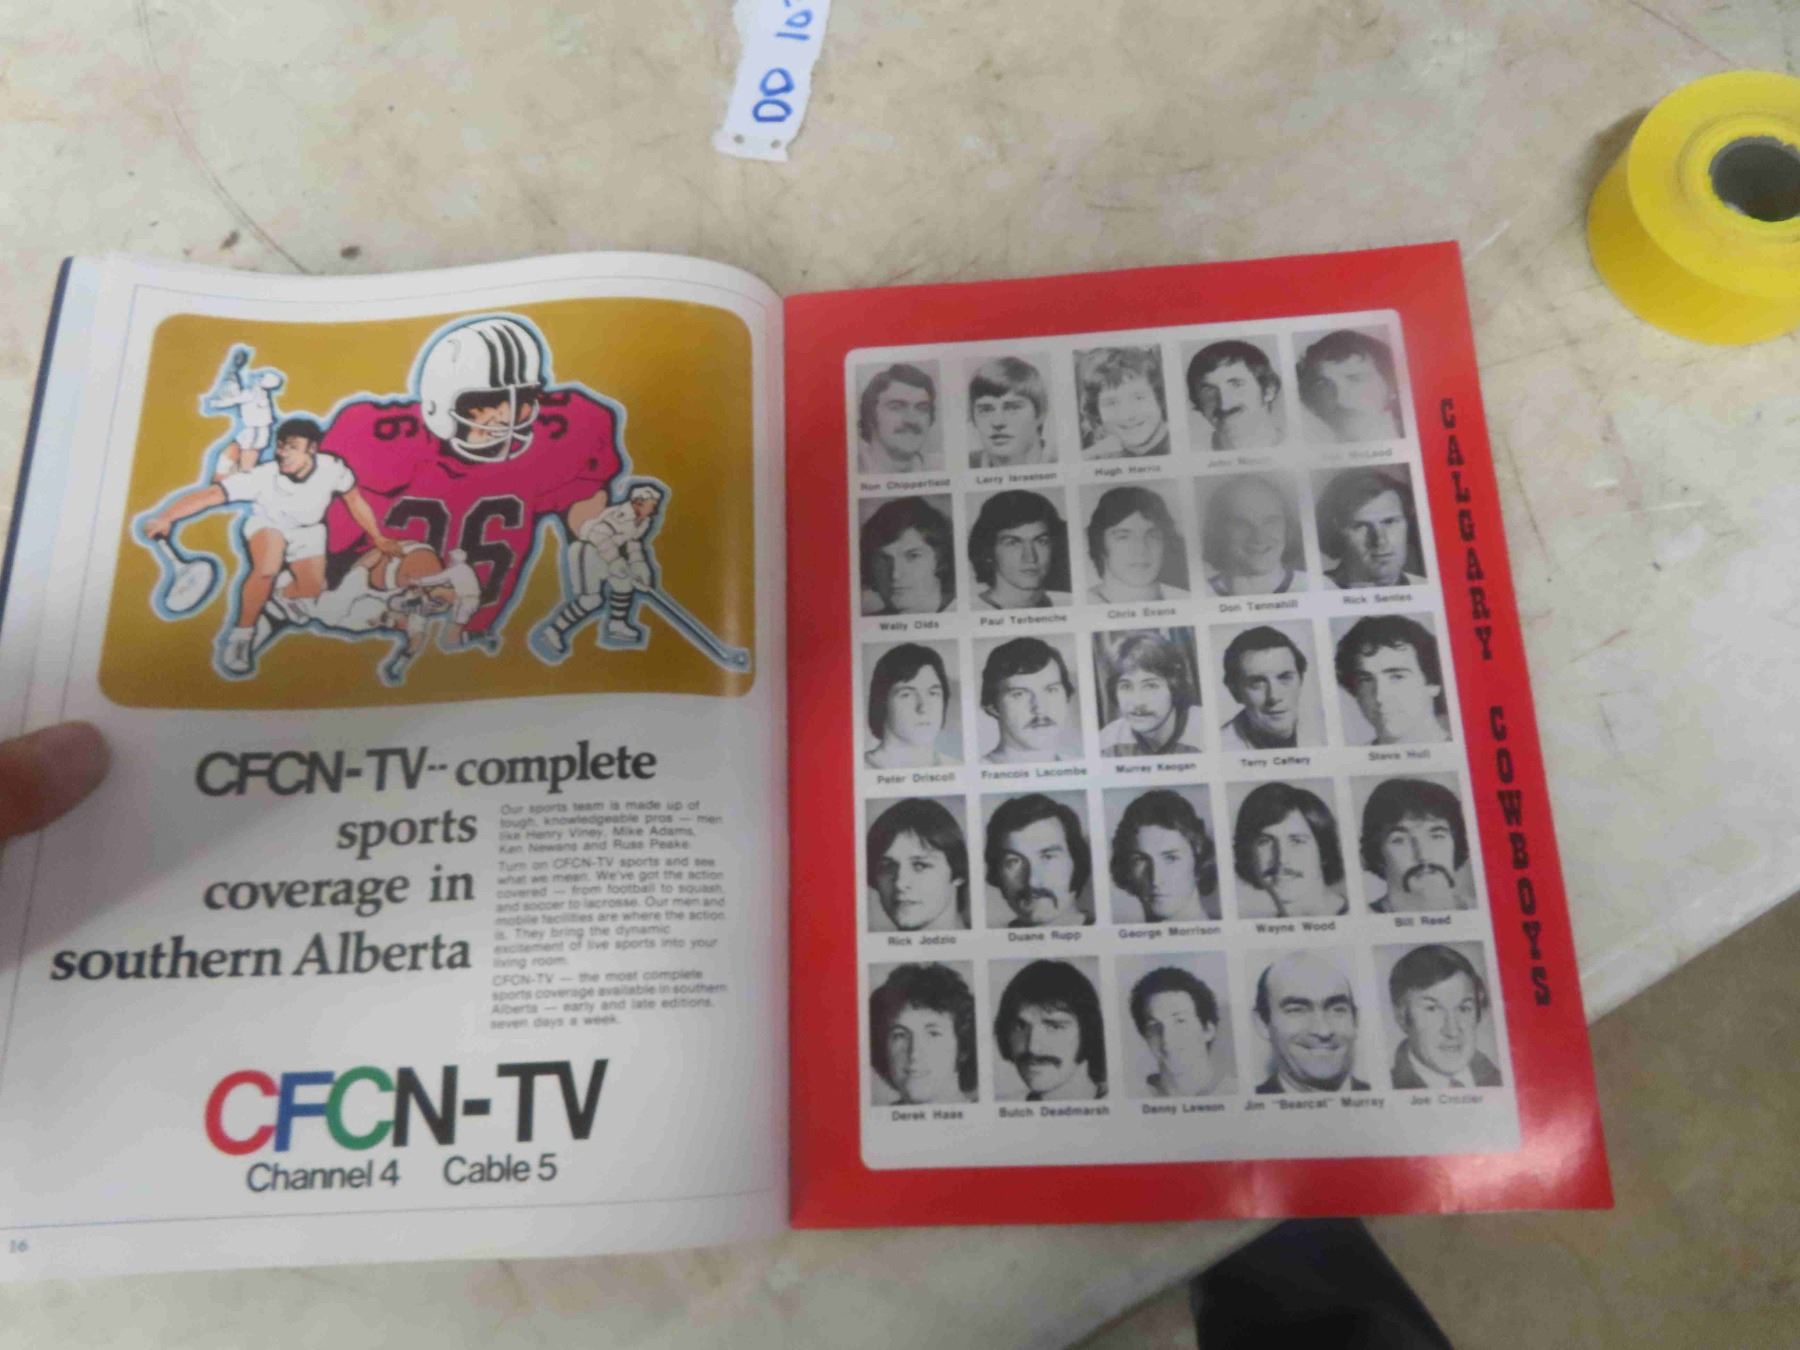 DD
36
CFCN-TV--complete
sports
coverage in
southern Alberta
Our sports team is made up of
tough, knowledgeable pros — men
like Henry Viney, Mike Adams,
Ken Newans and Russ Peake.
Turn on CFCN-TV sports and see
what we mean. We've got the action
covered — from football to squash,
and soccer to lacrosse. Our men and
mobile facilities are where the action
is. They bring the dynamic
excitement of live sports into your
living room.
CFCN-TV — the most complete
sports coverage available in southern
Alberta — early and late editions,
seven days a week.
CFCN-TV
Channel 4 Cable 5
16
Ron Chipperfield Larry Israelson Hugh Harris John McLeod
Wally Olds Paul Terbenche Chris Evans Don Tannahill Rick Sentes
Peter Driscoll Francois Lacombe Murray Keogan Terry Caffery Steve Hull
Rick Jodzio Duane Rupp George Morrison Wayne Wood Bill Reed
Derek Haas Butch Deadmarsh Danny Lawson Jim "Bearcat" Murray Joe Crozier
CALGARY COWBOYS